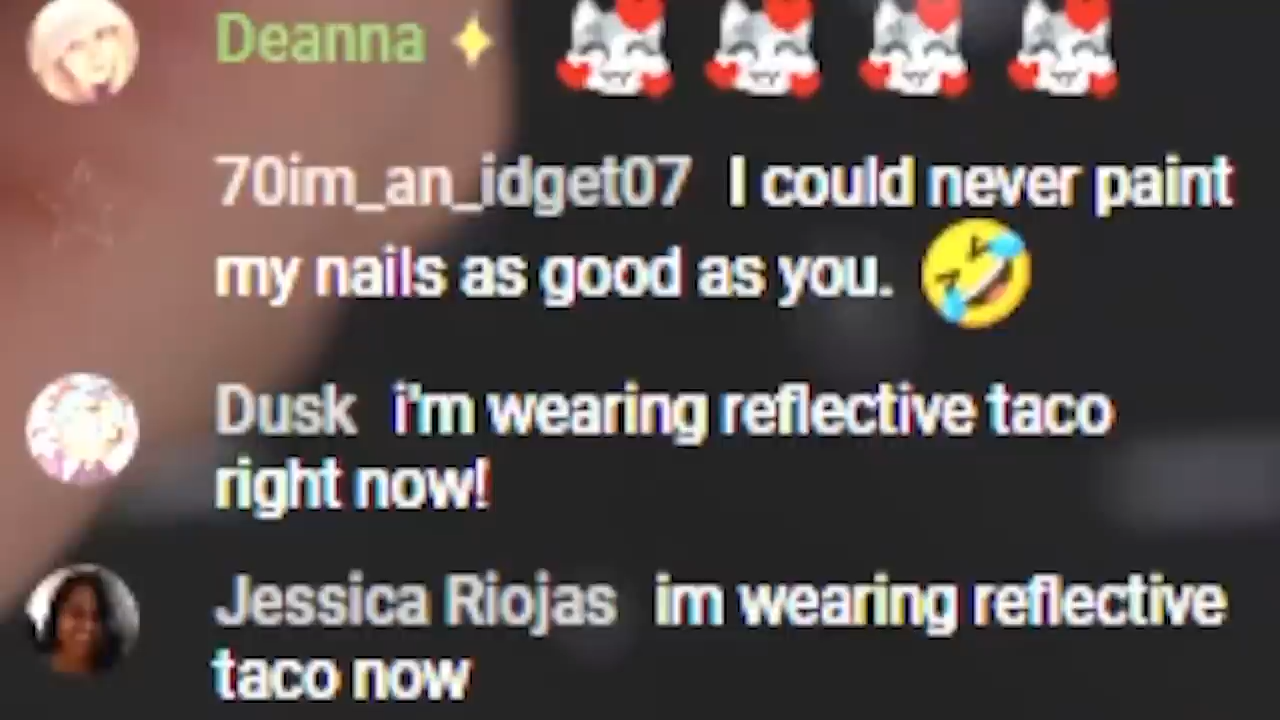 Deanna
70im_an_idget07 I could never paint
my nails as good as you.
Dusk i'm wearing reflective taco
right now!
Jessica Riojas im wearing reflective
taco now